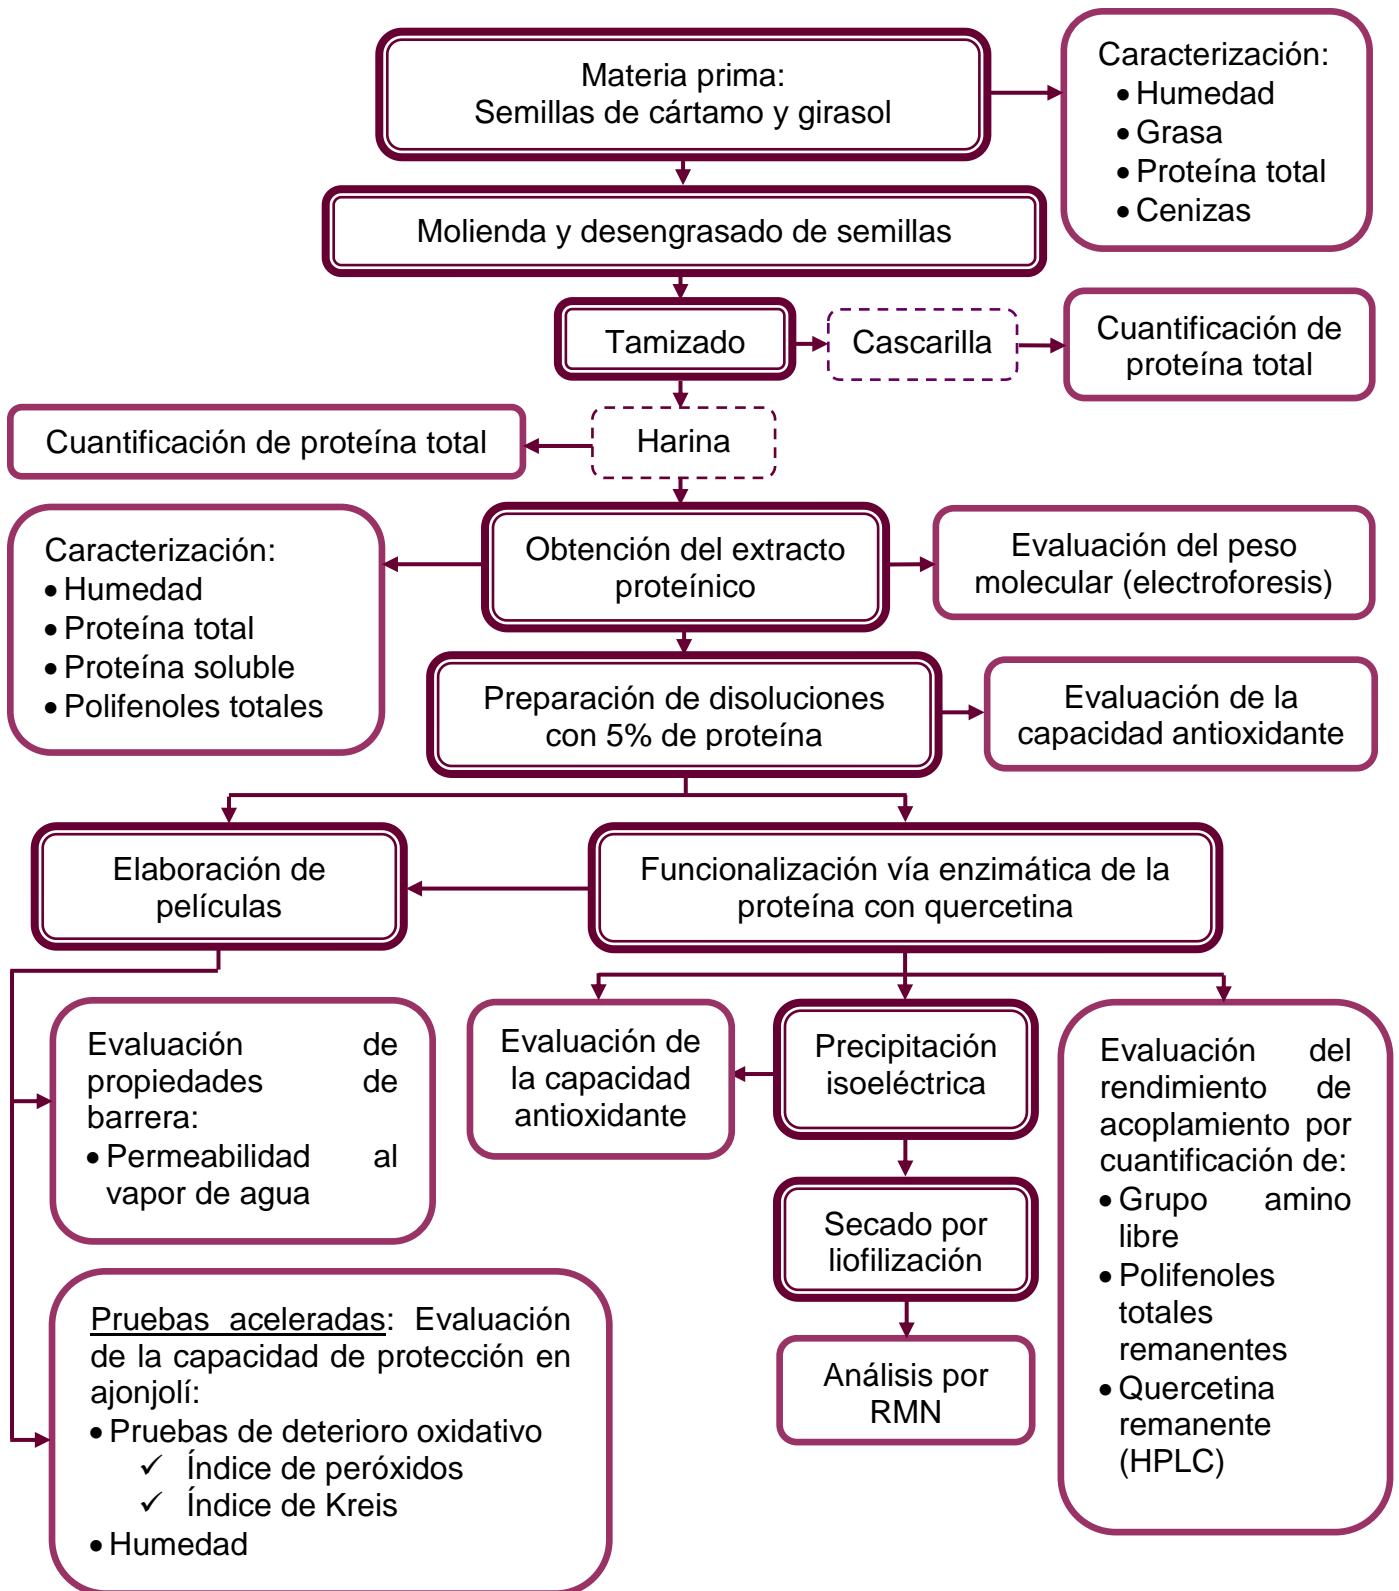 Materia prima:
Semillas de cártamo y girasol
Caracterización:
• Humedad
• Grasa
• Proteína total
• Cenizas
Molienda y desengrasado de semillas
Tamizado
Cascarilla
Cuantificación de
proteína total
Cuantificación de proteína total
Harina
Caracterización:
• Humedad
• Proteína total
• Proteína soluble
• Polifenoles totales
Obtención del extracto
proteínico
Evaluación del peso
molecular (electroforesis)
Preparación de disoluciones
con 5% de proteína
Evaluación de la
capacidad antioxidante
Elaboración de
películas
Funcionalización vía enzimática de la
proteína con quercetina
Evaluación de
propiedades de
barrera:
• Permeabilidad al
vapor de agua
Evaluación de
la capacidad
antioxidante
Precipitación
isoeléctrica
Evaluación del
rendimiento de
acoplamiento por
cuantificación de:
• Grupo amino
libre
• Polifenoles
totales
remanentes
• Quercetina
remanente
(HPLC)
Secado por
liofilización
Análisis por
RMN
Pruebas aceleradas: Evaluación
de la capacidad de protección en
ajonjolí:
• Pruebas de deterioro oxidativo
✓ Índice de peróxidos
✓ Índice de Kreis
• Humedad